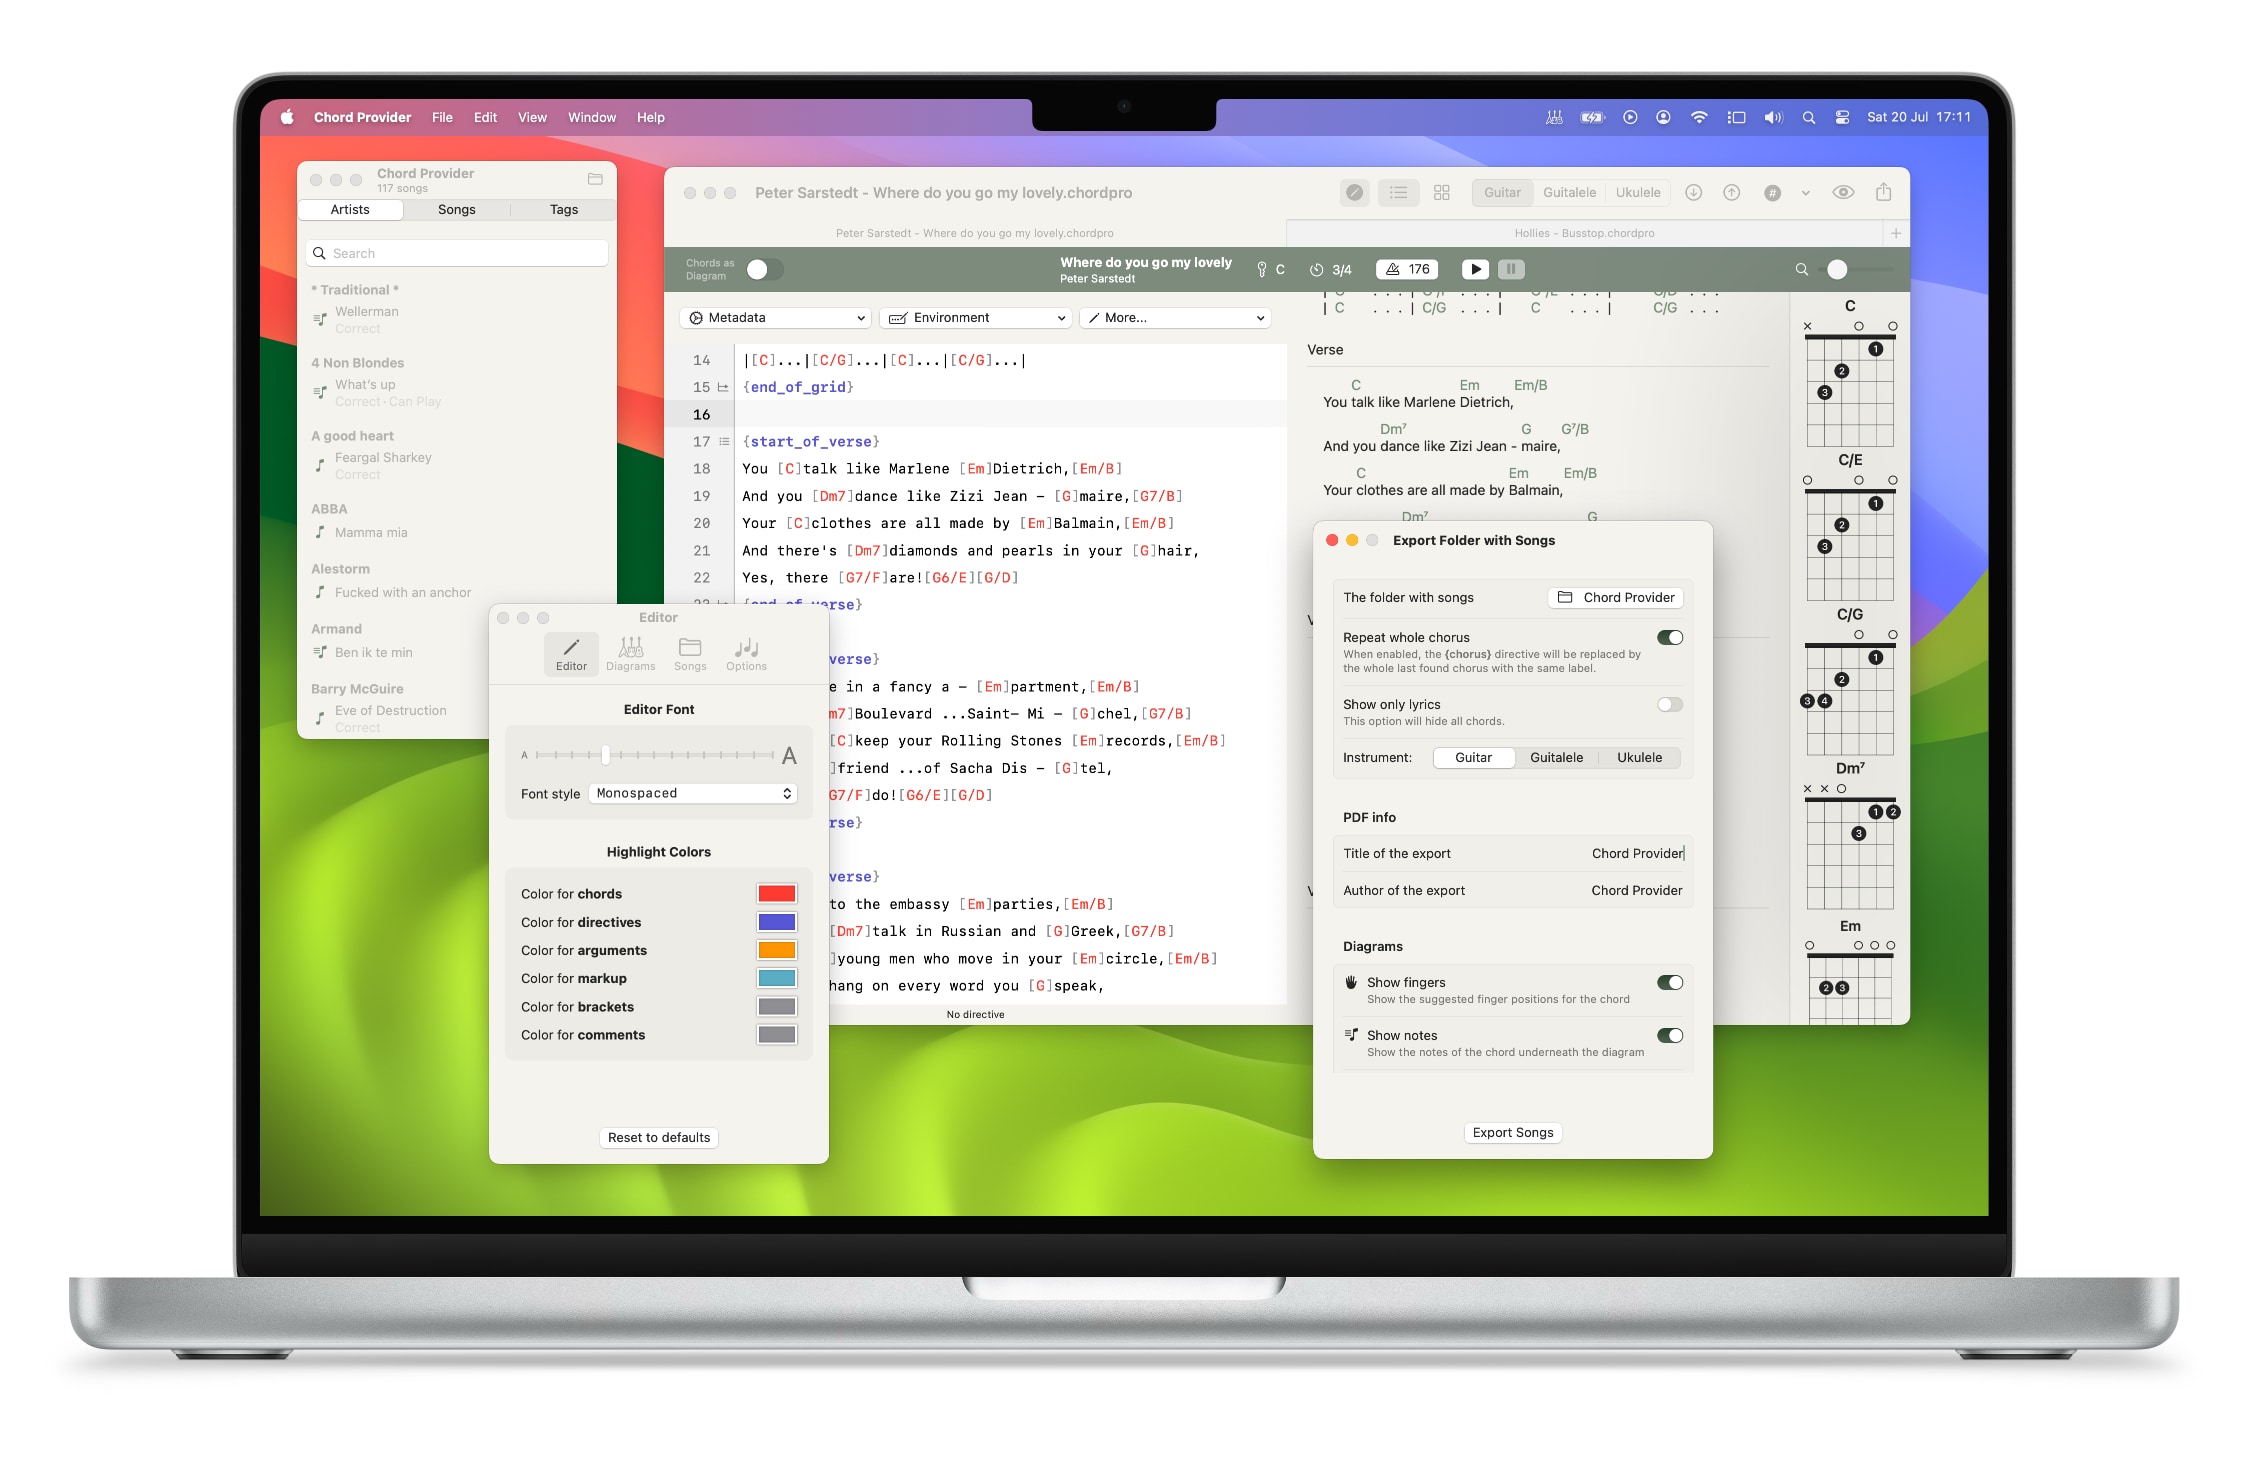 Chord Provider File Edit View Window Help
Sat 20 Jul 17:11
Chord Provider
117 songs
Artists Songs Tags
Search
* Traditional *
Wellerman
Correct
4 Non Blondes
What's up
Correct · Can Play
A good heart
Feargal Sharkey
Correct
ABBA
Mamma mia
Alestorm
Fucked with an anchor
Armand
Ben ik te min
Barry McGuire
Eve of Destruction
Correct
Peter Sarstedt - Where do you go my lovely.chordpro
Guitar Guitalele Ukulele
#
Peter Sarstedt - Where do you go my lovely.chordpro
Hollies - Busstop.chordpro
Chords as
Diagram
Where do you go my lovely
Peter Sarstedt
C 3/4 176
Metadata Environment More...
14 |[C]...|[C/G]...|[C]...|[C/G]...|
15 {end_of_grid}
16
17 {start_of_verse}
18 You [C]talk like Marlene [Em]Dietrich,[Em/B]
19 And you [Dm7]dance like Zizi Jean – [G]maire,[G7/B]
20 Your [C]clothes are all made by [Em]Balmain,[Em/B]
21 And there's [Dm7]diamonds and pearls in your [G]hair,
22 Yes, there [G7/F]are![G6/E][G/D]
23 {end_of_verse}
verse}
e in a fancy a – [Em]partment,[Em/B]
m7]Boulevard ...Saint– Mi – [G]chel,[G7/B]
[C]keep your Rolling Stones [Em]records,[Em/B]
]friend ...of Sacha Dis – [G]tel,
G7/F]do![G6/E][G/D]
rse}
verse}
to the embassy [Em]parties,[Em/B]
[Dm7]talk in Russian and [G]Greek,[G7/B]
]young men who move in your [Em]circle,[Em/B]
hang on every word you [G]speak,
No directive
| C ...| C/G ...| C ...| C/G ...
Verse
C Em Em/B
You talk like Marlene Dietrich,
Dm⁷ G G⁷/B
And you dance like Zizi Jean - maire,
C Em Em/B
Your clothes are all made by Balmain,
Dm⁷ G
C
1
2
3
C/E
1
2
3
C/G
1
2
3 4
Dm⁷
1 2
3
Em
2 3
Editor
Editor Diagrams Songs Options
Editor Font
A A
Font style Monospaced
Highlight Colors
Color for chords
Color for directives
Color for arguments
Color for markup
Color for brackets
Color for comments
Reset to defaults
Export Folder with Songs
The folder with songs Chord Provider
Repeat whole chorus
When enabled, the {chorus} directive will be replaced by
the whole last found chorus with the same label.
Show only lyrics
This option will hide all chords.
Instrument: Guitar Guitalele Ukulele
PDF info
Title of the export Chord Provider
Author of the export Chord Provider
Diagrams
Show fingers
Show the suggested finger positions for the chord
Show notes
Show the notes of the chord underneath the diagram
Export Songs